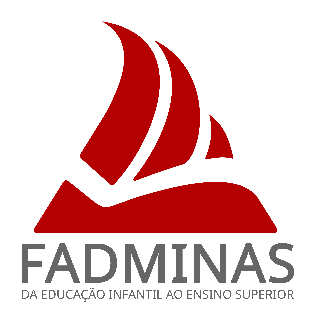 FADMINAS
DA EDUCAÇÃO INFANTIL AO ENSINO SUPERIOR